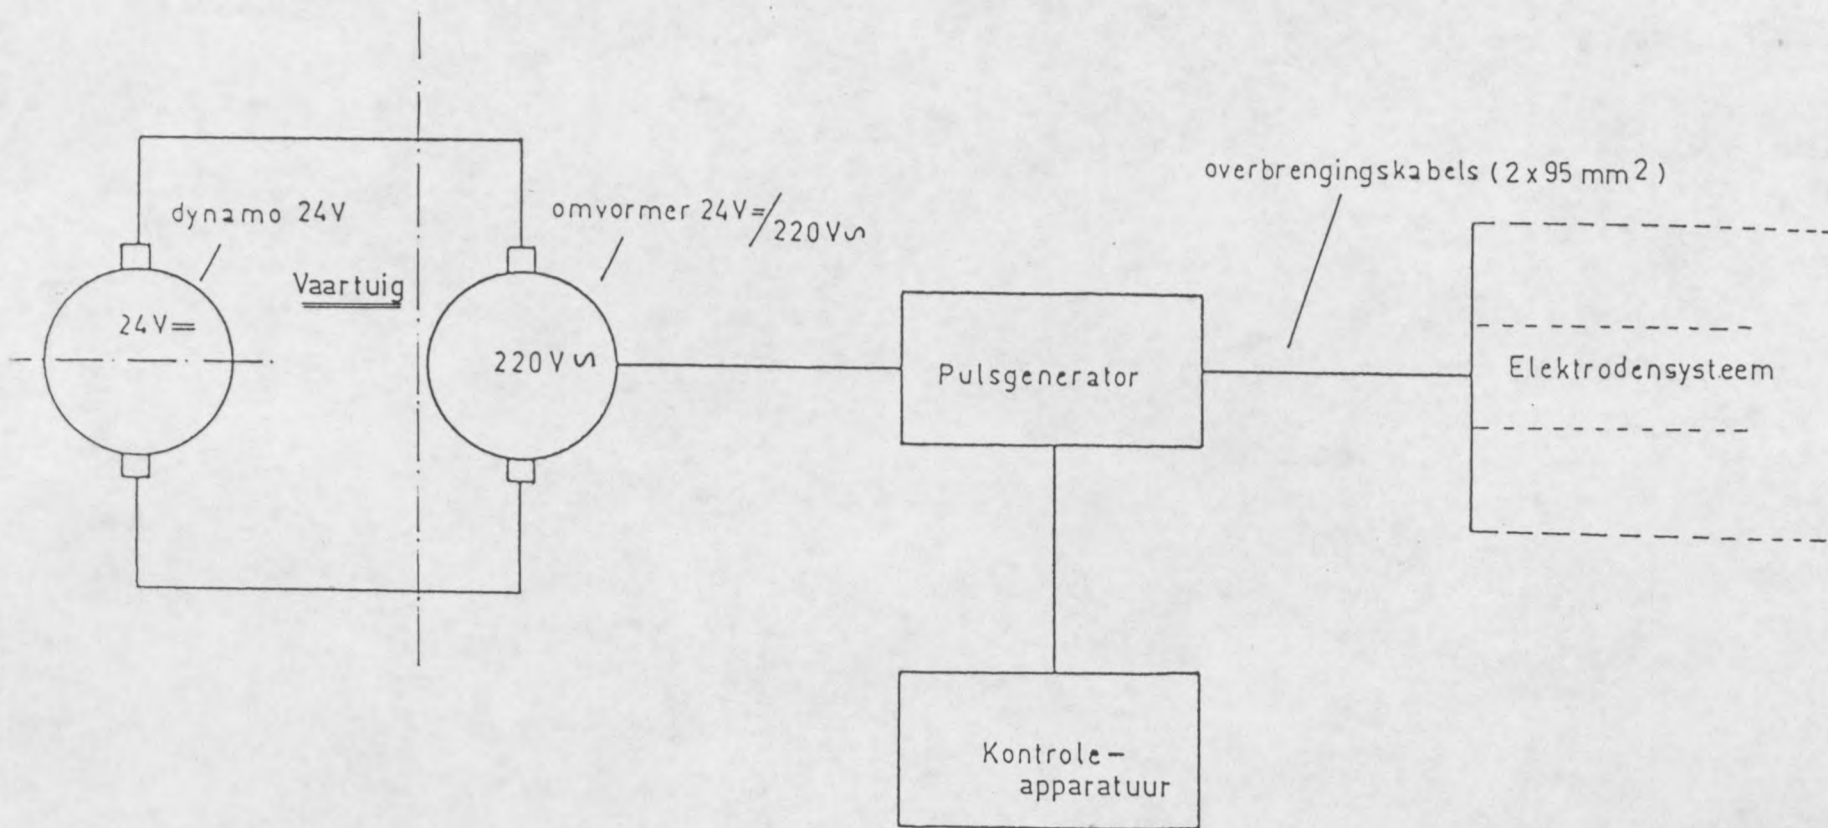 overbrengingskabels (2x95 mm2)
dynamo 24V
omvormer 24V=/220V∾
Vaartuig
24V=
220V∾
Pulsgenerator
Elektrodensysteem
Kontrole-
apparatuur